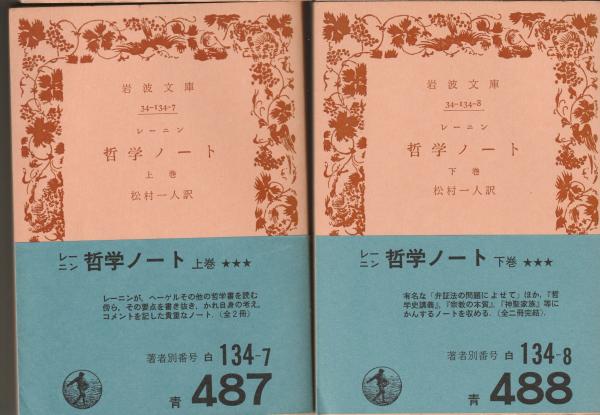 岩波文庫
34-134-7
レーニン
哲学ノート
上巻
松村一人訳
レーニン 哲学ノート 上巻 ★★★
レーニンが、ヘーゲルその他の哲学書を読む
傍ら、その要点を書き抜き、かれ自身の考え、
コメントを記した貴重なノート.(全2冊)
著者別番号 白 134-7
青 487
岩波文庫
34-134-8
レーニン
哲学ノート
下巻
松村一人訳
レーニン 哲学ノート 下巻 ★★★
有名な「弁証法の問題によせて」ほか,『哲
学史講義』,『宗教の本質』,『神聖家族』等に
かんするノートを収める.(全二冊完結).
著者別番号 白 134-8
青 488